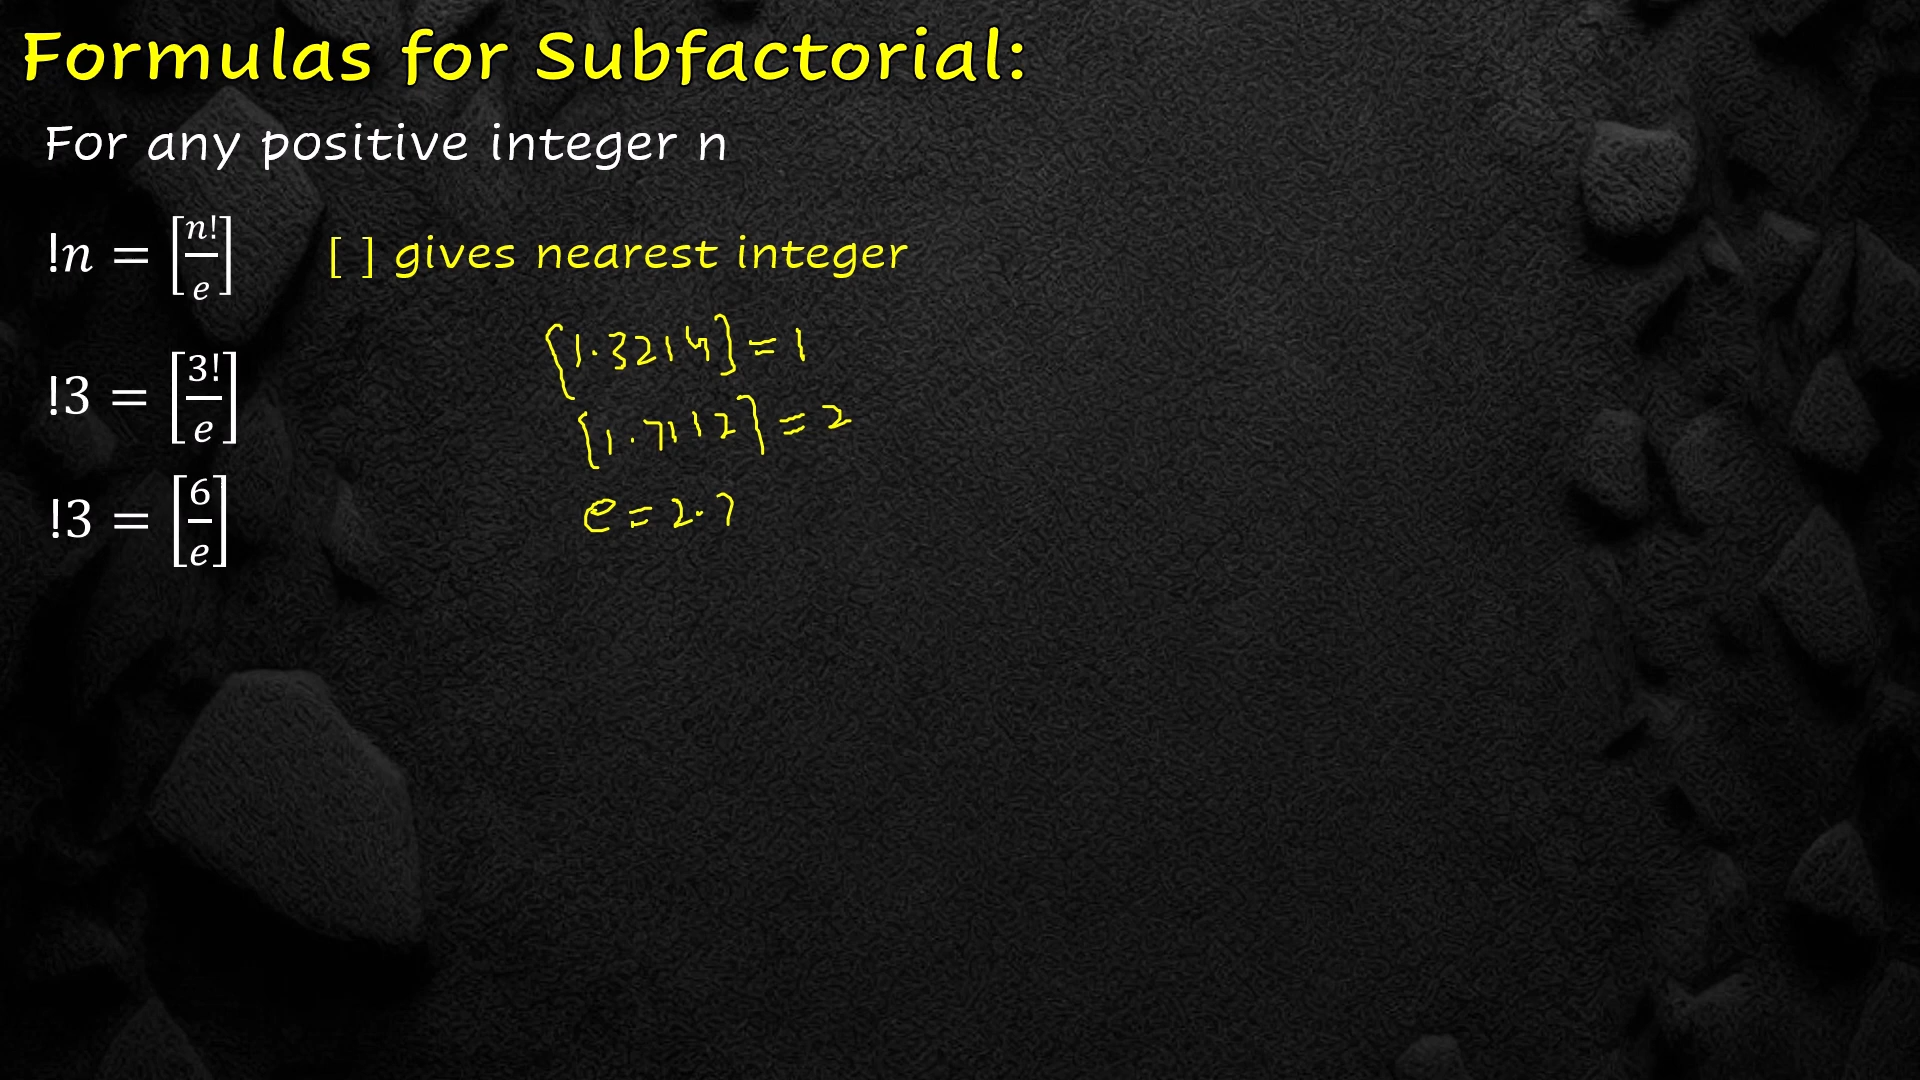 Formulas for Subfactorial:
For any positive integer n
!n = [n!/e] [ ] gives nearest integer
[1.3214] = 1
!3 = [3!/e]
[1.7112] = 2
!3 = [6/e]
e = 2.7